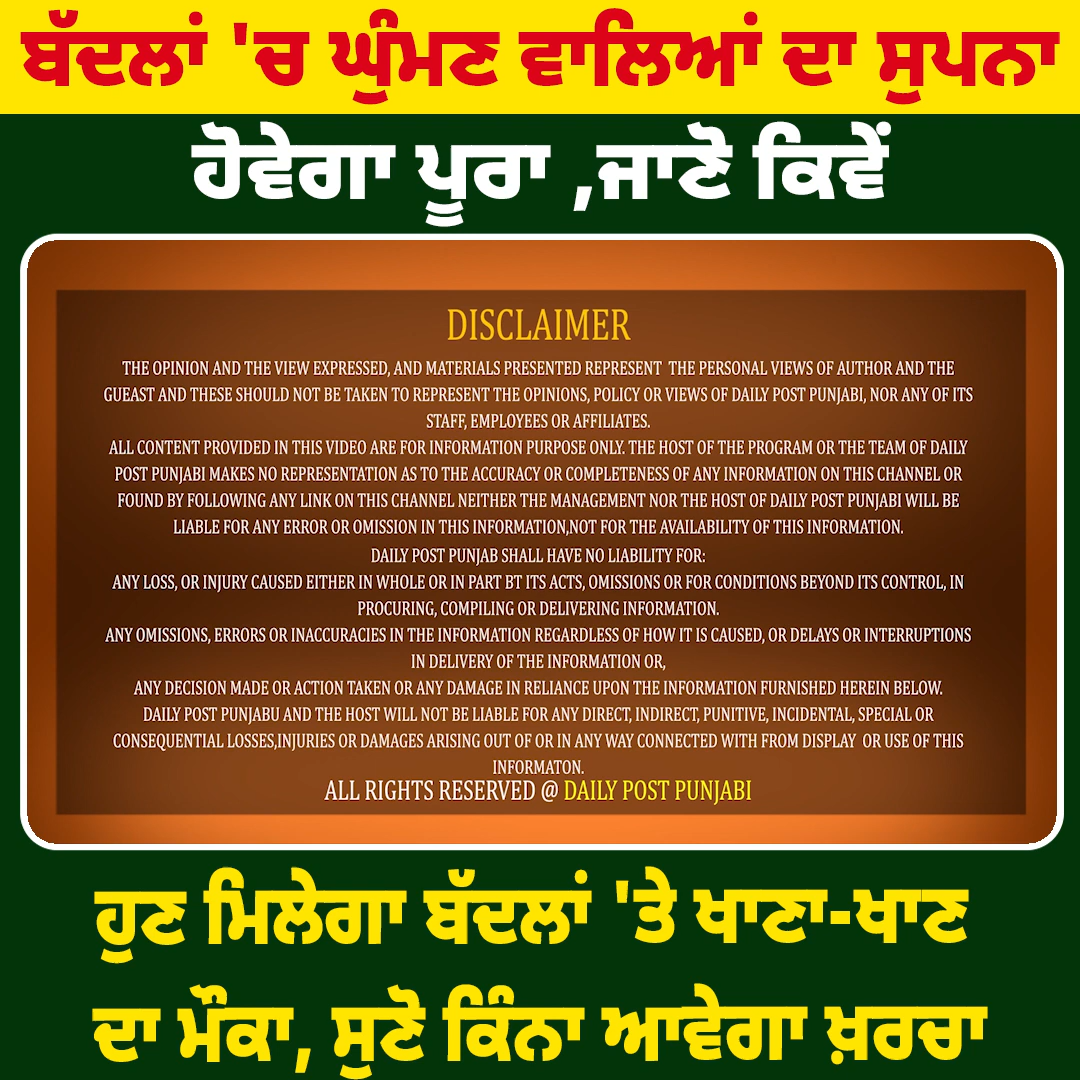 ਬੱਦਲਾਂ 'ਚ ਘੁੰਮਣ ਵਾਲਿਆਂ ਦਾ ਸੁਪਨਾ
ਹੋਵੇਗਾ ਪੂਰਾ ,ਜਾਣੋ ਕਿਵੇਂ
DISCLAIMER
THE OPINION AND THE VIEW EXPRESSED, AND MATERIALS PRESENTED REPRESENT THE PERSONAL VIEWS OF AUTHOR AND THE
GUEAST AND THESE SHOULD NOT BE TAKEN TO REPRESENT THE OPINIONS, POLICY OR VIEWS OF DAILY POST PUNJABI, NOR ANY OF ITS
STAFF, EMPLOYEES OR AFFILIATES.
ALL CONTENT PROVIDED IN THIS VIDEO ARE FOR INFORMATION PURPOSE ONLY. THE HOST OF THE PROGRAM OR THE TEAM OF DAILY
POST PUNJABI MAKES NO REPRESENTATION AS TO THE ACCURACY OR COMPLETENESS OF ANY INFORMATION ON THIS CHANNEL OR
FOUND BY FOLLOWING ANY LINK ON THIS CHANNEL NEITHER THE MANAGEMENT NOR THE HOST OF DAILY POST PUNJABI WILL BE
LIABLE FOR ANY ERROR OR OMISSION IN THIS INFORMATION,NOT FOR THE AVAILABILITY OF THIS INFORMATION.
DAILY POST PUNJAB SHALL HAVE NO LIABILITY FOR:
ANY LOSS, OR INJURY CAUSED EITHER IN WHOLE OR IN PART BT ITS ACTS, OMISSIONS OR FOR CONDITIONS BEYOND ITS CONTROL, IN
PROCURING, COMPILING OR DELIVERING INFORMATION.
ANY OMISSIONS, ERRORS OR INACCURACIES IN THE INFORMATION REGARDLESS OF HOW IT IS CAUSED, OR DELAYS OR INTERRUPTIONS
IN DELIVERY OF THE INFORMATION OR,
ANY DECISION MADE OR ACTION TAKEN OR ANY DAMAGE IN RELIANCE UPON THE INFORMATION FURNISHED HEREIN BELOW.
DAILY POST PUNJABU AND THE HOST WILL NOT BE LIABLE FOR ANY DIRECT, INDIRECT, PUNITIVE, INCIDENTAL, SPECIAL OR
CONSEQUENTIAL LOSSES,INJURIES OR DAMAGES ARISING OUT OF OR IN ANY WAY CONNECTED WITH FROM DISPLAY OR USE OF THIS
INFORMATON.
ALL RIGHTS RESERVED @ DAILY POST PUNJABI
ਹੁਣ ਮਿਲੇਗਾ ਬੱਦਲਾਂ 'ਤੇ ਖਾਣਾ-ਖਾਣ
ਦਾ ਮੌਕਾ, ਸੁਣੋ ਕਿੰਨਾ ਆਵੇਗਾ ਖ਼ਰਚਾ